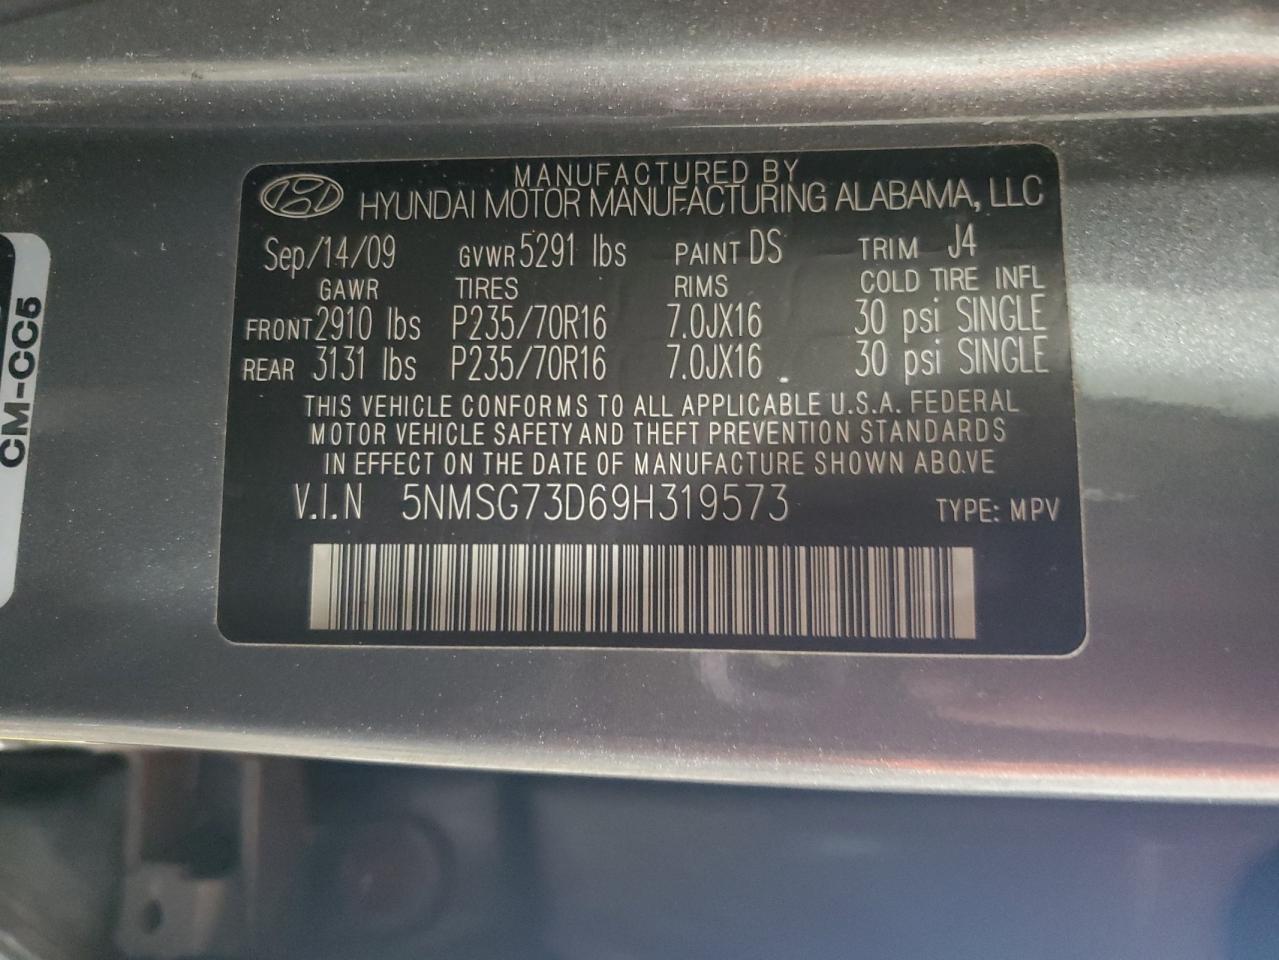 MANUFACTURED BY
HYUNDAI MOTOR MANUFACTURING ALABAMA, LLC
Sep/14/09 GVWR 5291 lbs PAINT DS TRIM J4
GAWR TIRES RIMS COLD TIRE INFL
FRONT 2910 lbs P235/70R16 7.0JX16 30 psi SINGLE
REAR 3131 lbs P235/70R16 7.0JX16 30 psi SINGLE
THIS VEHICLE CONFORMS TO ALL APPLICABLE U.S.A. FEDERAL
MOTOR VEHICLE SAFETY AND THEFT PREVENTION STANDARDS
IN EFFECT ON THE DATE OF MANUFACTURE SHOWN ABOVE
V.I.N 5NMSG73D69H319573 TYPE: MPV
CM-CC5